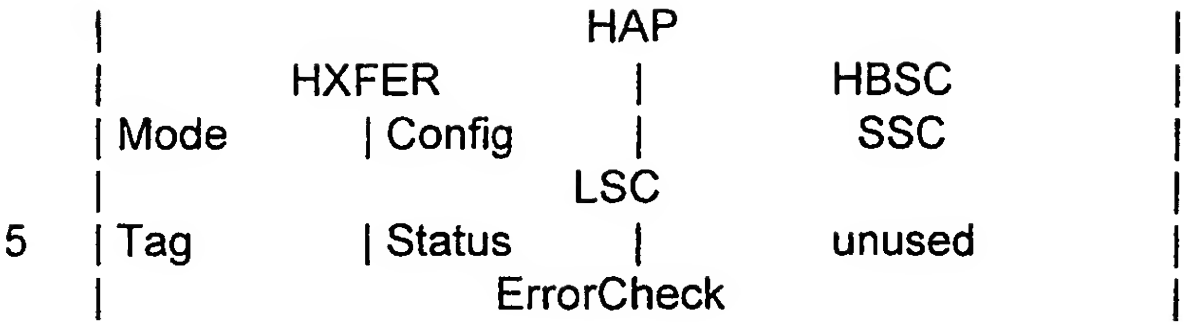 | HAP |
| HXFER | HBSC |
| Mode | Config | SSC |
| LSC |
5 | Tag | Status | unused |
| ErrorCheck |